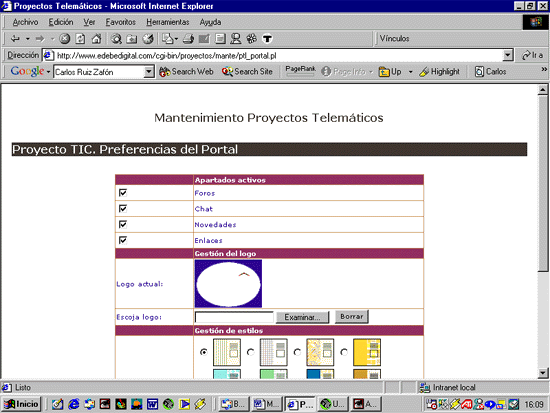 Proyectos Telemáticos - Microsoft Internet Explorer
Archivo Edición Ver Favoritos Herramientas Ayuda
Vínculos
Dirección http://www.edebedigital.com/cgi-bin/proyectos/mante/ptl_portal.pl Ir a
Google Carlos Ruiz Zafón Search Web Search Site PageRank Page Info Up Highlight Carlos
Mantenimiento Proyectos Telemáticos
Proyecto TIC. Preferencias del Portal
Apartados activos
Foros
Chat
Novedades
Enlaces
Gestión del logo
Logo actual:
Escoja logo: Examinar... Borrar
Gestión de estilos
Listo Intranet local
Inicio B... M... P... U... A... 16:09